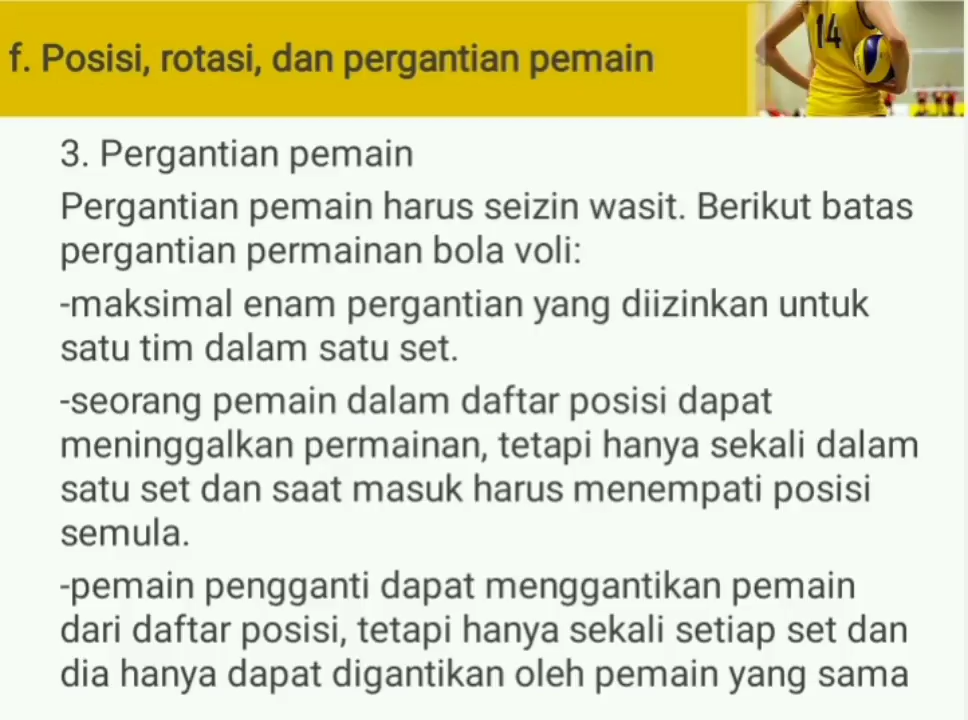 f. Posisi, rotasi, dan pergantian pemain
14
3. Pergantian pemain
Pergantian pemain harus seizin wasit. Berikut batas
pergantian permainan bola voli:
-maksimal enam pergantian yang diizinkan untuk
satu tim dalam satu set.
-seorang pemain dalam daftar posisi dapat
meninggalkan permainan, tetapi hanya sekali dalam
satu set dan saat masuk harus menempati posisi
semula.
-pemain pengganti dapat menggantikan pemain
dari daftar posisi, tetapi hanya sekali setiap set dan
dia hanya dapat digantikan oleh pemain yang sama